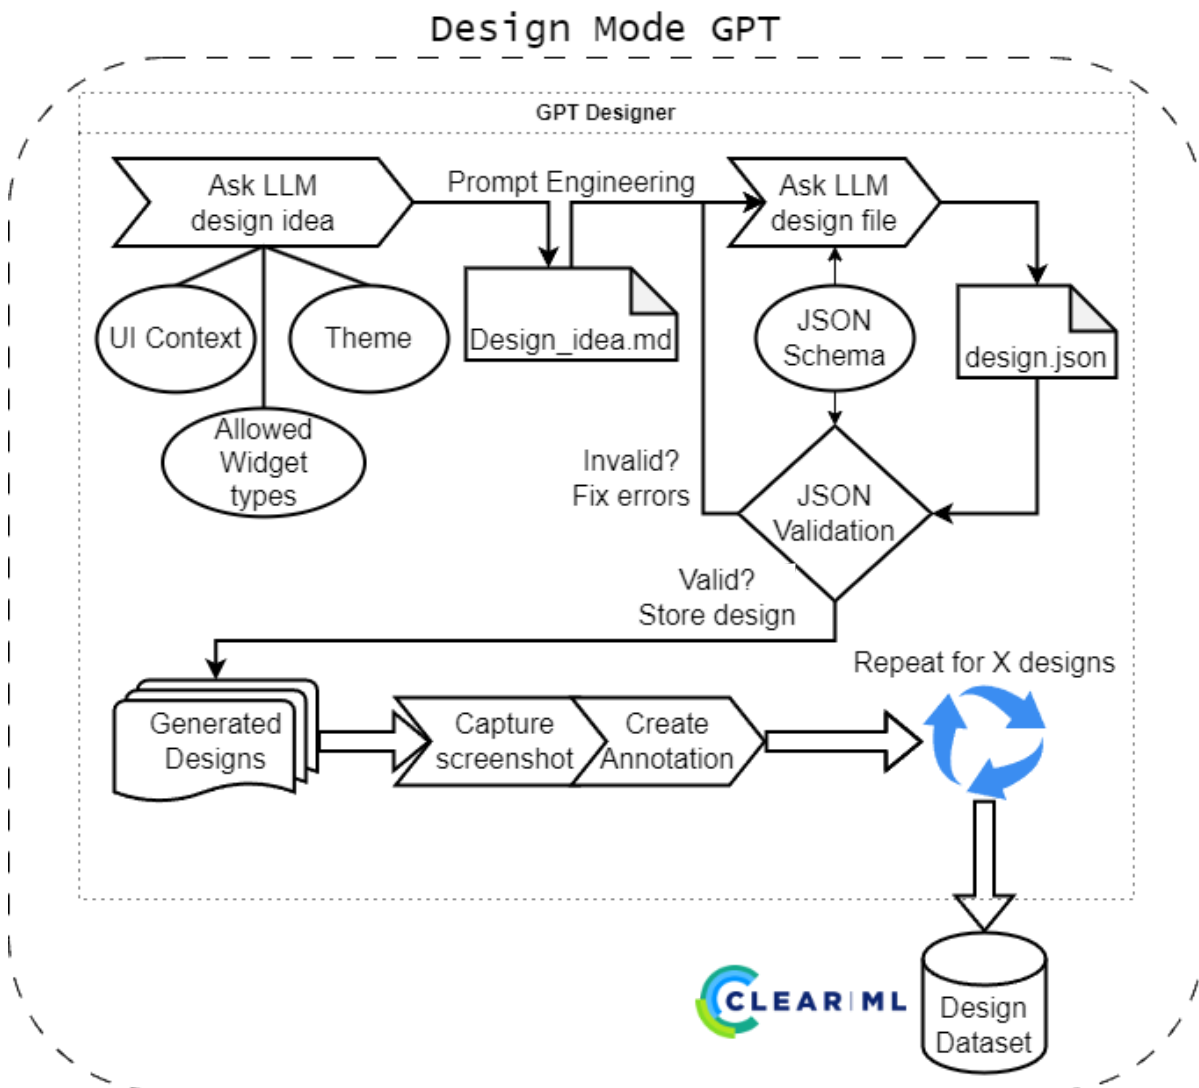 Design Mode GPT
GPT Designer
Ask LLM
design idea
Prompt Engineering
Ask LLM
design file
UI Context
Theme
Design_idea.md
JSON
Schema
design.json
Allowed
Widget
types
Invalid?
Fix errors
JSON
Validation
Valid?
Store design
Repeat for X designs
Generated
Designs
Capture
screenshot
Create
Annotation
CLEAR|ML
Design
Dataset